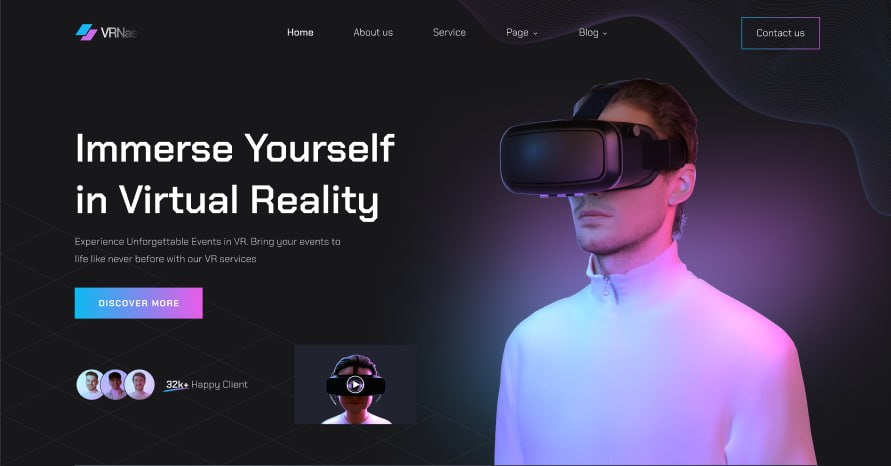 VRNas
Home
About us
Service
Page
Blog
Contact us
Immerse Yourself
in Virtual Reality
Experience Unforgettable Events in VR. Bring your events to
life like never before with our VR services
DISCOVER MORE
32k+ Happy Client